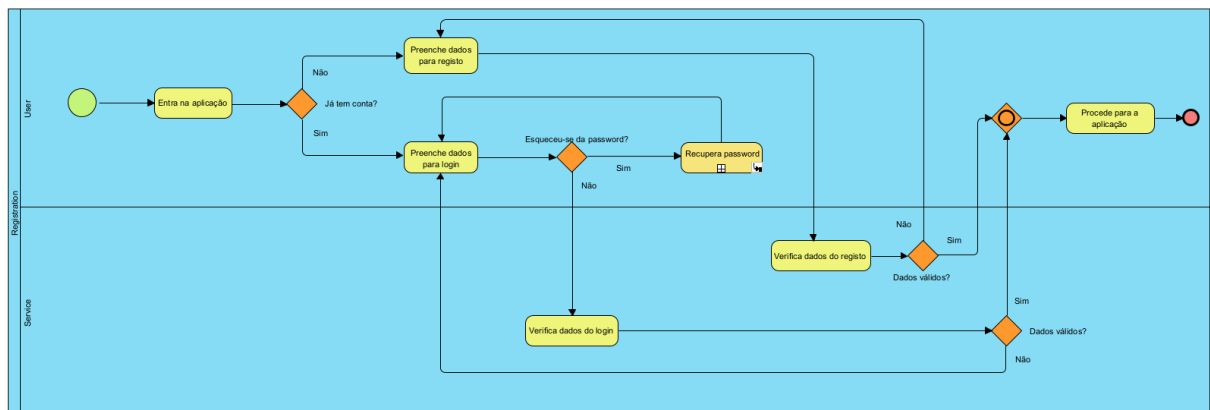 Registration
User
Entra na aplicação
Já tem conta?
Não
Sim
Preenche dados
para registo
Preenche dados
para login
Esqueceu-se da password?
Sim
Não
Recupera password
Procede para a
aplicação
Service
Verifica dados do registo
Não
Sim
Dados válidos?
Verifica dados do login
Sim
Dados válidos?
Não